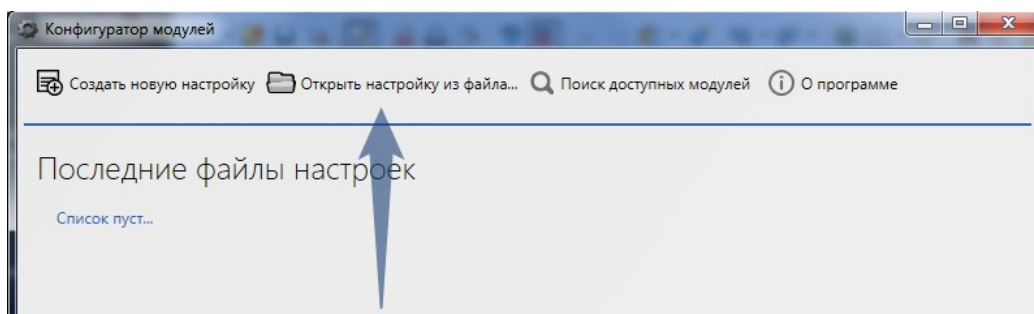 Конфигуратор модулей
Создать новую настройку Открыть настройку из файла... Поиск доступных модулей О программе
Последние файлы настроек
Список пуст...